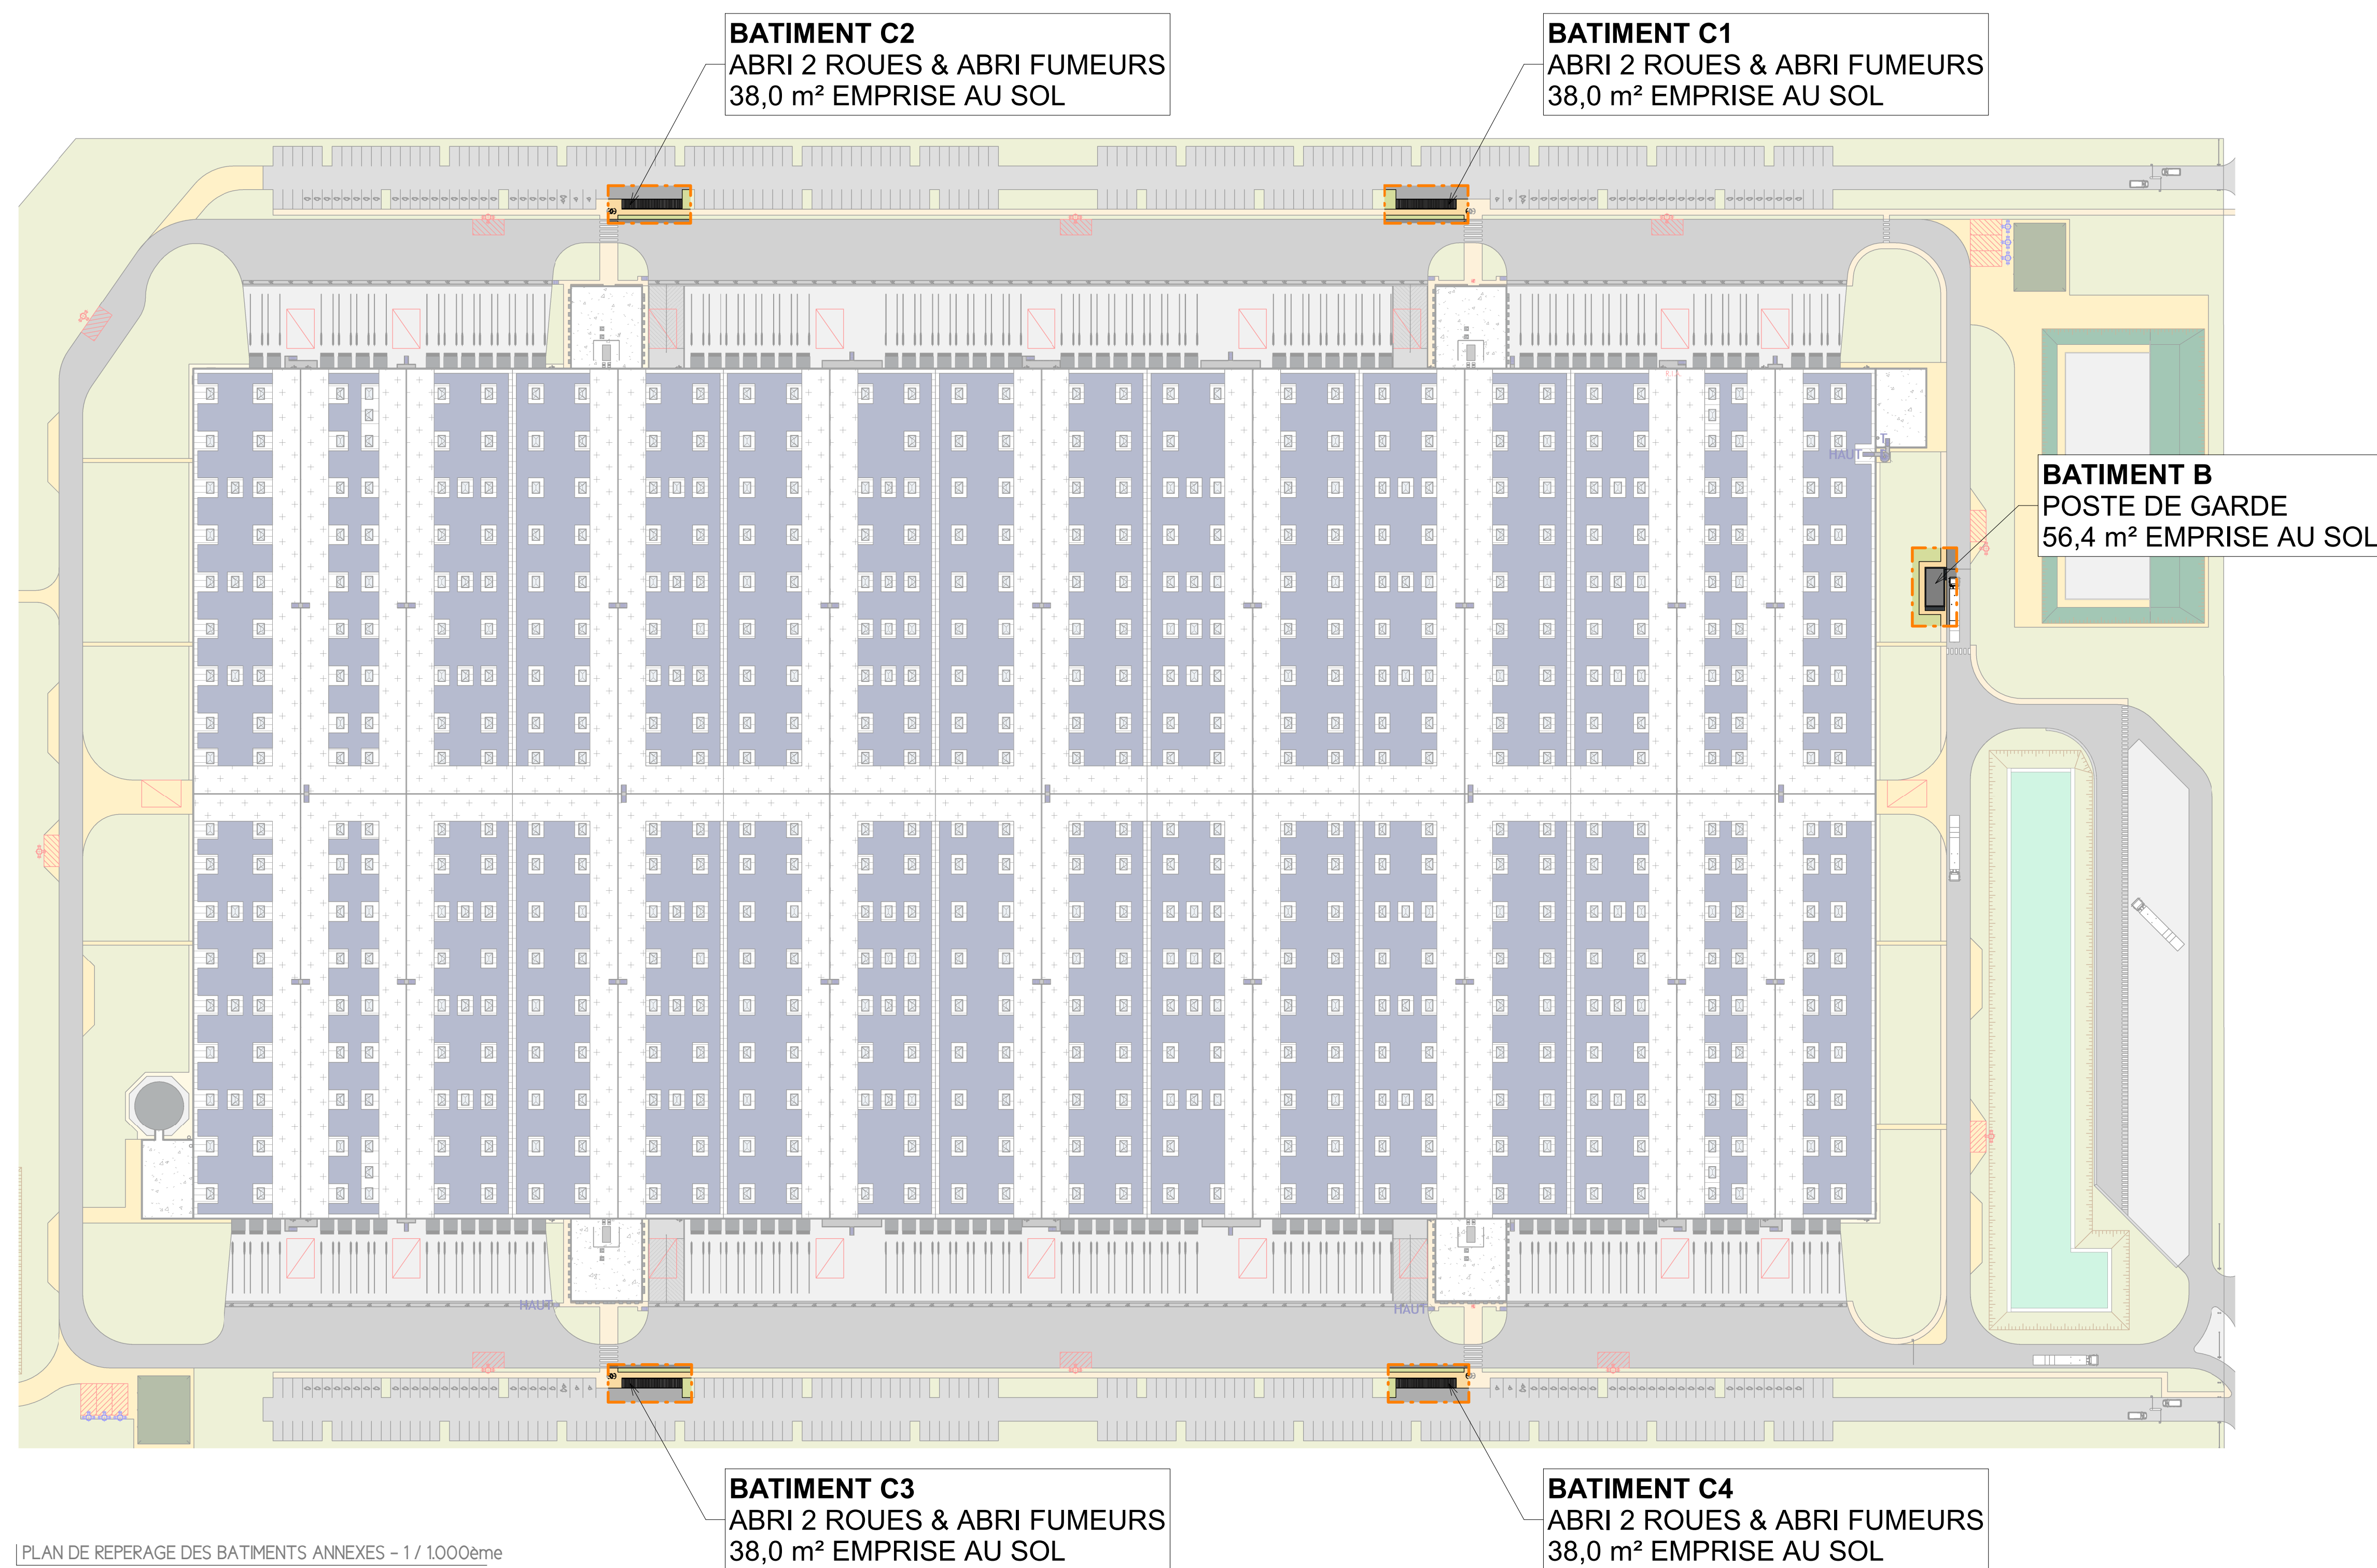 BATIMENT C2
ABRI 2 ROUES & ABRI FUMEURS
38,0 m² EMPRISE AU SOL
BATIMENT C1
ABRI 2 ROUES & ABRI FUMEURS
38,0 m² EMPRISE AU SOL
HAUT
BATIMENT B
POSTE DE GARDE
56,4 m² EMPRISE AU SOL
HAUT
HAUT
BATIMENT C3
ABRI 2 ROUES & ABRI FUMEURS
38,0 m² EMPRISE AU SOL
BATIMENT C4
ABRI 2 ROUES & ABRI FUMEURS
38,0 m² EMPRISE AU SOL
PLAN DE REPERAGE DES BATIMENTS ANNEXES - 1 / 1.000ème